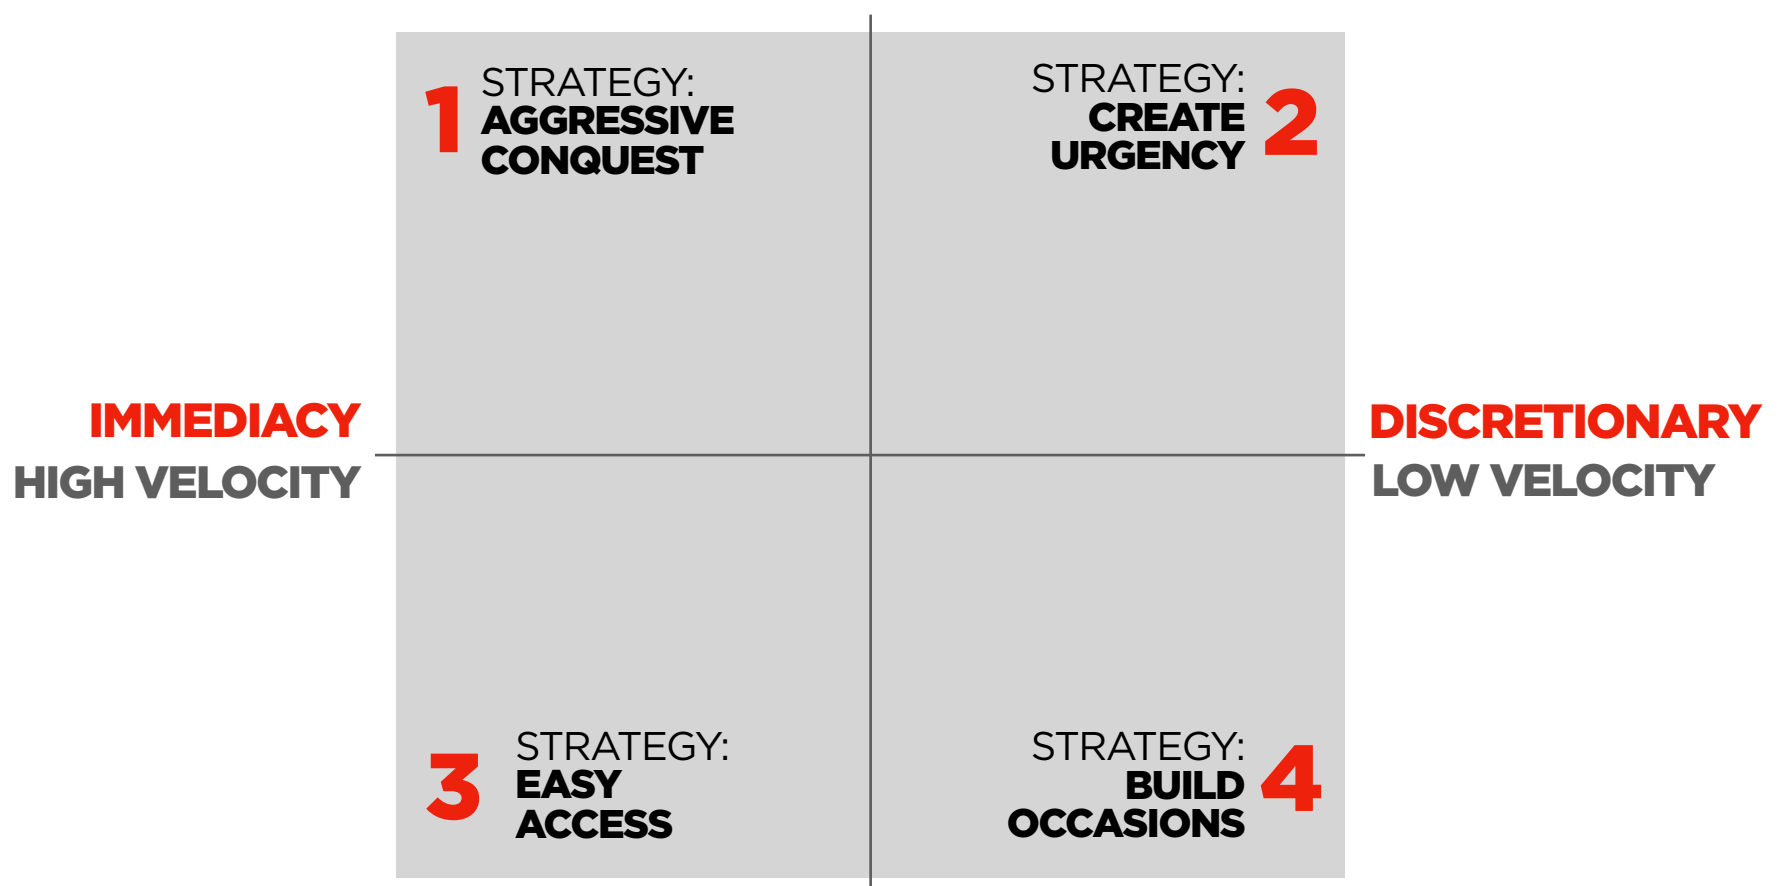 1
STRATEGY:
AGGRESSIVE
CONQUEST
STRATEGY:
CREATE
URGENCY
2
IMMEDIACY
HIGH VELOCITY
DISCRETIONARY
LOW VELOCITY
3
STRATEGY:
EASY
ACCESS
STRATEGY:
BUILD
OCCASIONS
4